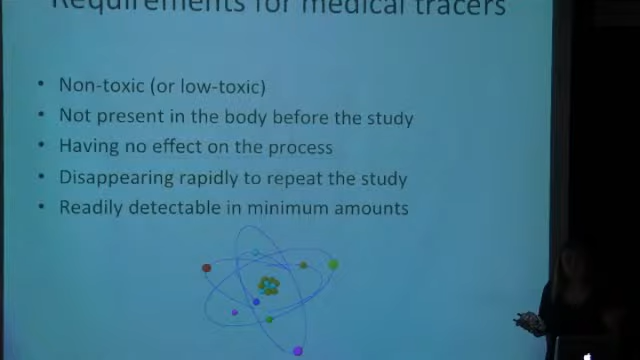 Requirements for medical tracers
• Non-toxic (or low-toxic)
• Not present in the body before the study
• Having no effect on the process
• Disappearing rapidly to repeat the study
• Readily detectable in minimum amounts